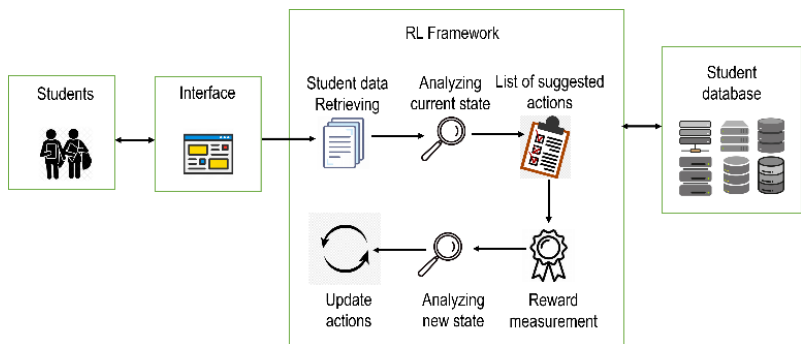 RL Framework
Students
Interface
Student data
Retrieving
Analyzing
current state
List of suggested
actions
Student
database
Update
actions
Analyzing
new state
Reward
measurement